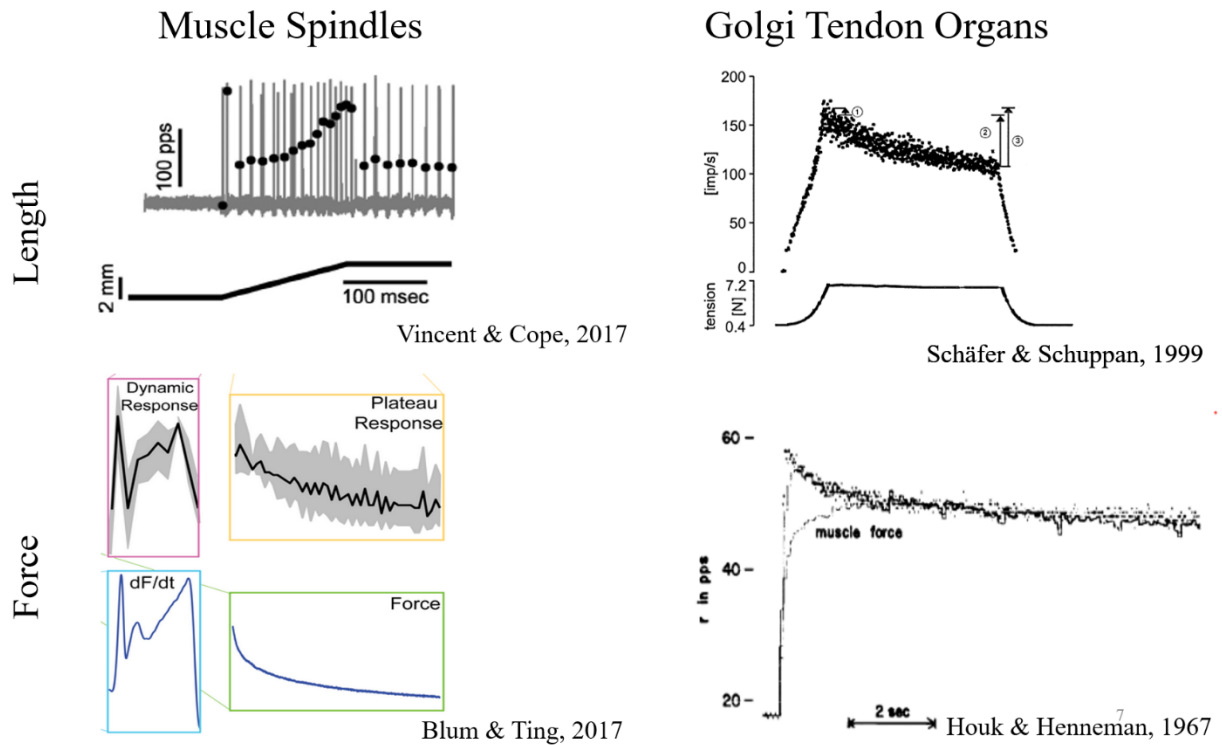 Muscle Spindles
Golgi Tendon Organs
Length
100 pps
2 mm
100 msec
Vincent & Cope, 2017
200
150
100
50
0
[imp/s]
①
②
③
7.2
0.4
tension
[N]
Schäfer & Schuppan, 1999
Force
Dynamic
Response
Plateau
Response
dF/dt
Force
Blum & Ting, 2017
60
40
20
r in pps
muscle force
2 sec
7
Houk & Henneman, 1967